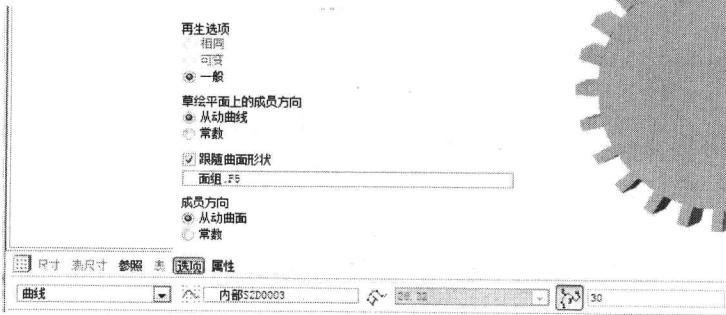 再生选项
相同
可变
一般
草绘平面上的成员方向
从动曲线
常数
跟随曲面形状
面组:F5
成员方向
从动曲面
常数
尺寸 表尺寸 参照 表 选项 属性
曲线 内部S2D0003 30